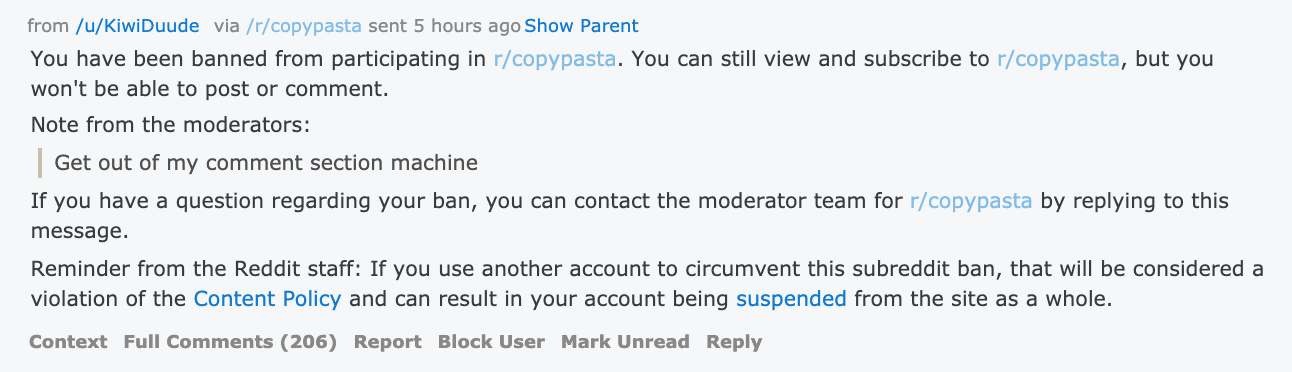 from /u/KiwiDuude via /r/copypasta sent 5 hours ago Show Parent
You have been banned from participating in r/copypasta. You can still view and subscribe to r/copypasta, but you
won't be able to post or comment.
Note from the moderators:
Get out of my comment section machine
If you have a question regarding your ban, you can contact the moderator team for r/copypasta by replying to this
message.
Reminder from the Reddit staff: If you use another account to circumvent this subreddit ban, that will be considered a
violation of the Content Policy and can result in your account being suspended from the site as a whole.
Context Full Comments (206) Report Block User Mark Unread Reply